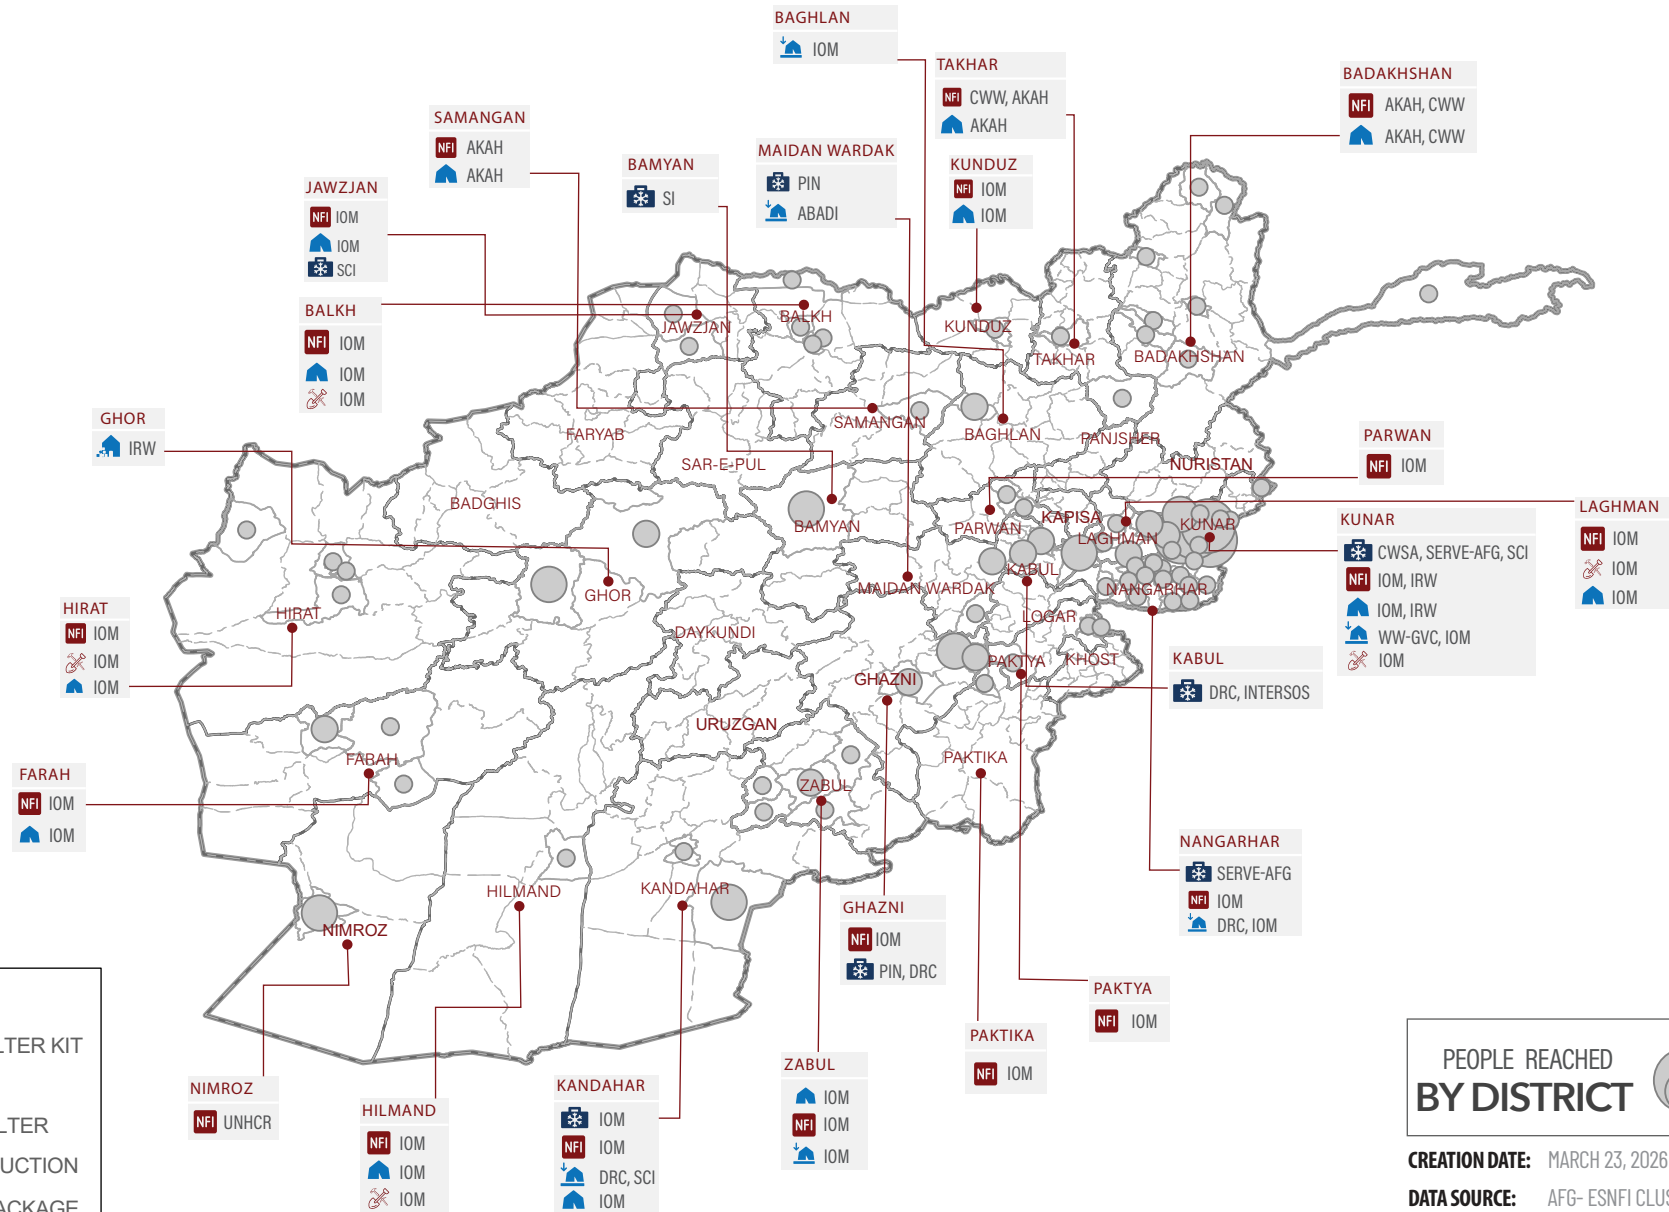 BAGHLAN
IOM
TAKHAR
NFI CWW, AKAH
AKAH
BADAKHSHAN
NFI AKAH, CWW
AKAH, CWW
SAMANGAN
NFI AKAH
AKAH
BAMYAN
SI
MAIDAN WARDAK
PIN
ABADI
KUNDUZ
NFI IOM
IOM
JAWZJAN
NFI IOM
IOM
SCI
BALKH
NFI IOM
IOM
IOM
GHOR
IRW
HIRAT
NFI IOM
IOM
IOM
FARAH
NFI IOM
IOM
PARWAN
NFI IOM
LAGHMAN
NFI IOM
IOM
IOM
KUNAR
CWSA, SERVE-AFG, SCI
NFI IOM, IRW
IOM, IRW
WW-GVC, IOM
IOM
KABUL
DRC, INTERSOS
NANGARHAR
SERVE-AFG
NFI IOM
DRC, IOM
GHAZNI
NFI IOM
PIN, DRC
PAKTYA
NFI IOM
PAKTIKA
NFI IOM
ZABUL
IOM
NFI IOM
IOM
KANDAHAR
IOM
NFI IOM
DRC, SCI
IOM
HILMAND
NFI IOM
IOM
IOM
NIMROZ
NFI UNHCR
JAWZJAN
BALKH
KUNDUZ
TAKHAR
BADAKHSHAN
FARYAB
SAMANGAN
BAGHLAN
PANJSHER
SAR-E-PUL
NURISTAN
BADGHIS
BAMYAN
PARWAN
KAPISA
KUNAR
LAGHMAN
KABUL
NANGARHAR
GHOR
MAIDAN WARDAK
HIRAT
LOGAR
DAYKUNDI
PAKTYA
KHOST
GHAZNI
URUZGAN
FARAH
PAKTIKA
ZABUL
HILMAND
KANDAHAR
NIMROZ
LTER KIT
LTER
UCTION
ACKAGE
PEOPLE REACHED
BY DISTRICT
CREATION DATE: MARCH 23, 2026
DATA SOURCE: AFG- ESNFI CLUS